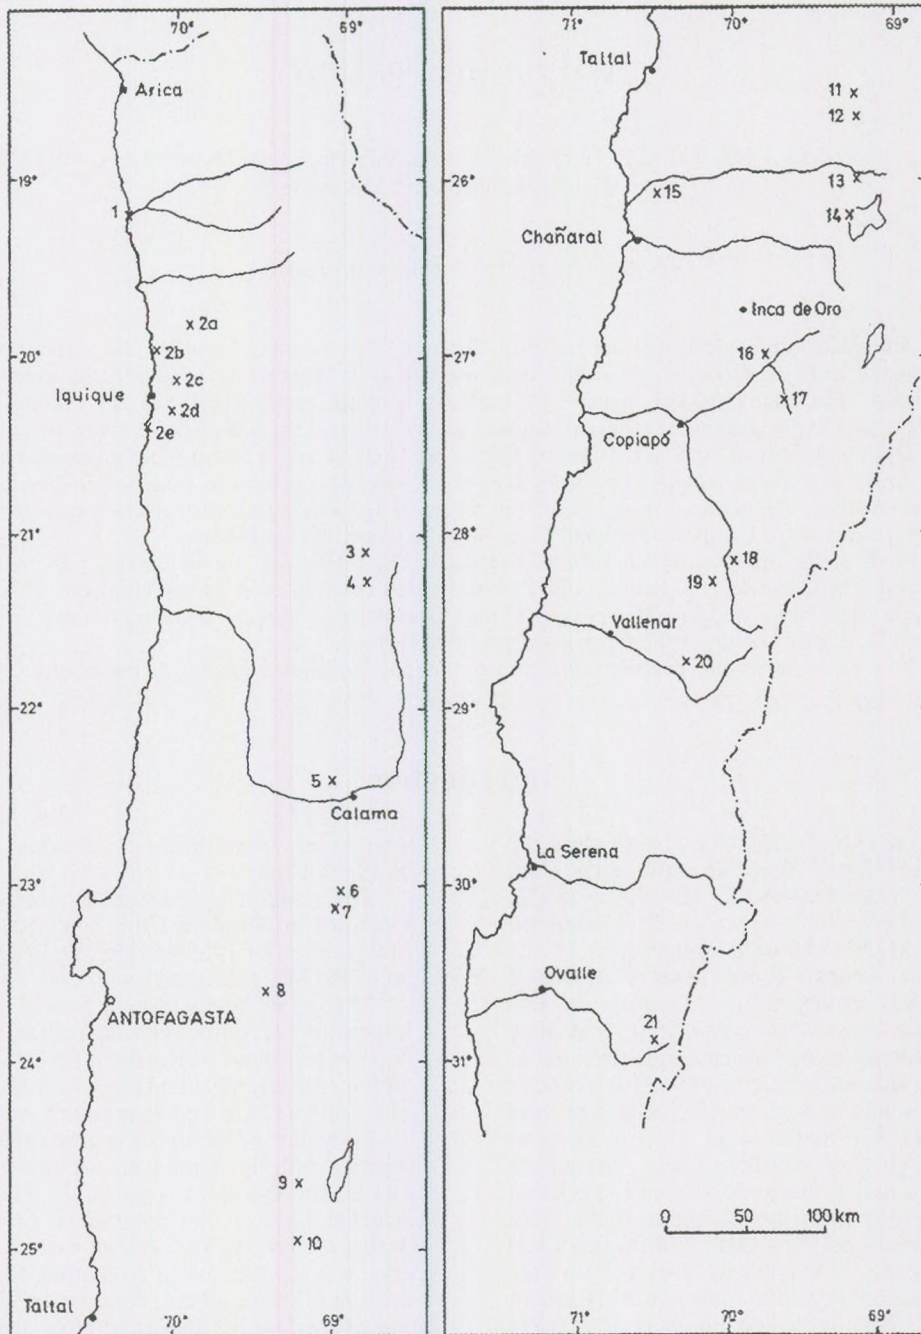 70° 69°
Arica
19°
1
2a
20°
2b
2c
Iquique
2d
2e
21°
3 x
4 x
22°
5 x
Calama
23°
x 6
x 7
x 8
ANTOFAGASTA
24°
9 x
25°
x 10
Taltal
70° 69°
71° 70° 69°
Taltal
11 x
12 x
26°
13 x
x 15
14 x
Chañaral
Inca de Oro
27°
16 x
x 17
Copiapó
28°
x 18
19 x
Vallenar
x 20
29°
La Serena
30°
Ovalle
21 x
31°
0 50 100 km
71° 70° 69°